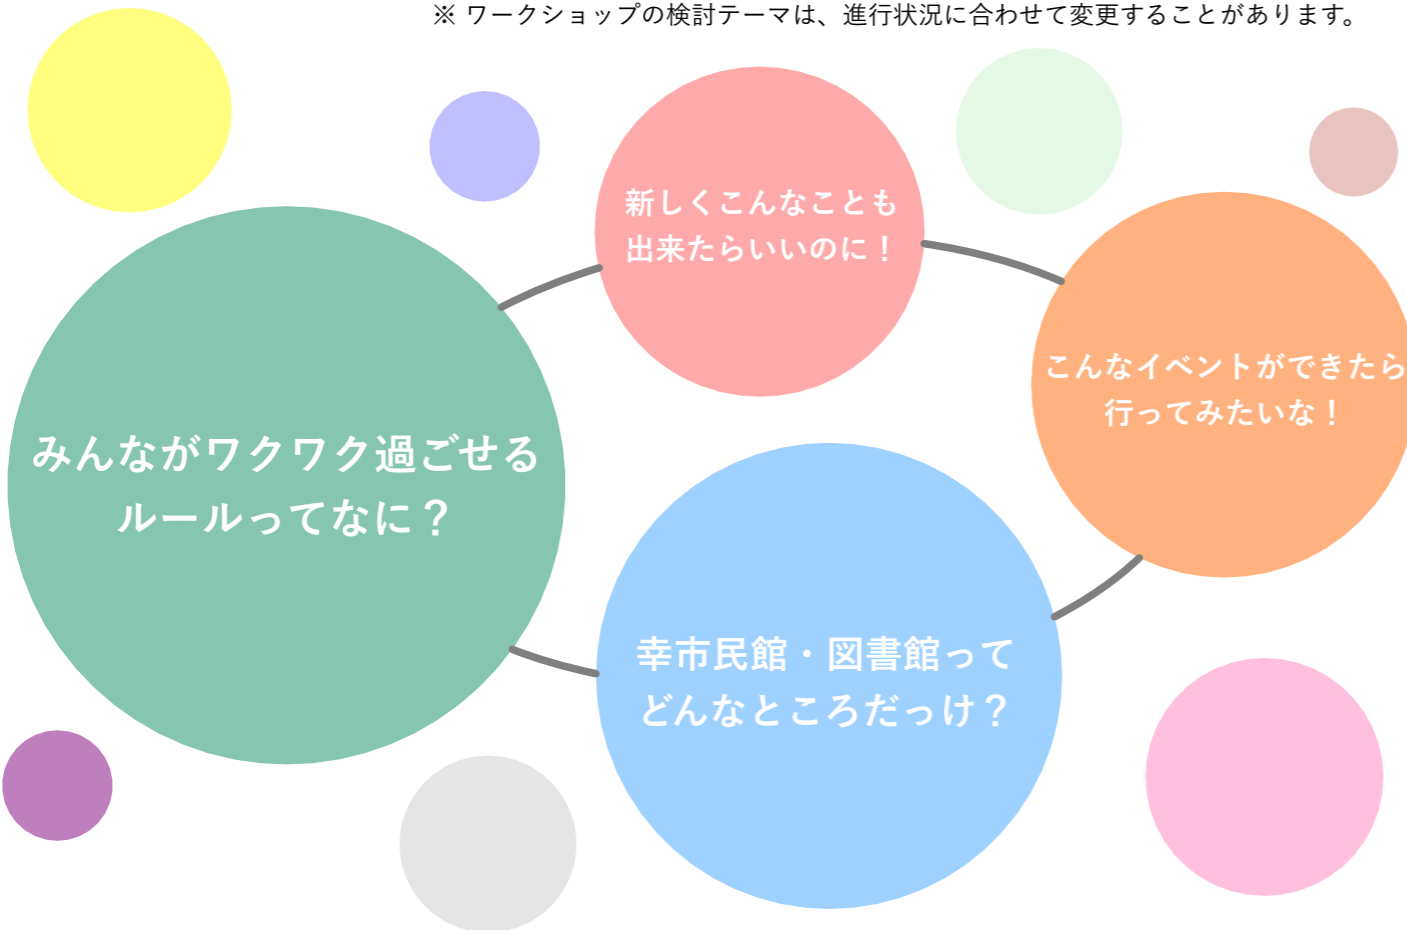 ※ ワークショップの検討テーマは、進行状況に合わせて変更することがあります。
新しくこんなことも
出来たらいいのに！
こんなイベントができたら
行ってみたいな！
みんながワクワク過ごせる
ルールってなに？
幸市民館・図書館って
どんなところだっけ？